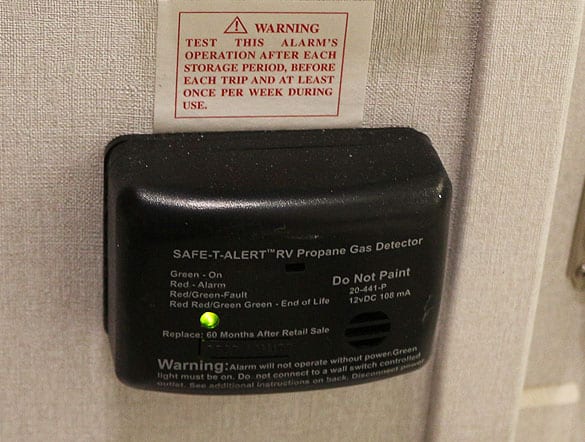 WARNING
TEST THIS ALARM'S
OPERATION AFTER EACH
STORAGE PERIOD, BEFORE
EACH TRIP AND AT LEAST
ONCE PER WEEK DURING
USE.
SAFE-T-ALERT™ RV Propane Gas Detector
Green - On
Red - Alarm
Red/Green-Fault
Red Red/Green Green - End of Life
Do Not Paint
20-441-P
12vDC 108 mA
Replace: 60 Months After Retail Sale
Warning: Alarm will not operate without power. Green
light must be on. Do not connect to a wall switch controlled
outlet. See additional instructions on back. Disconnect power